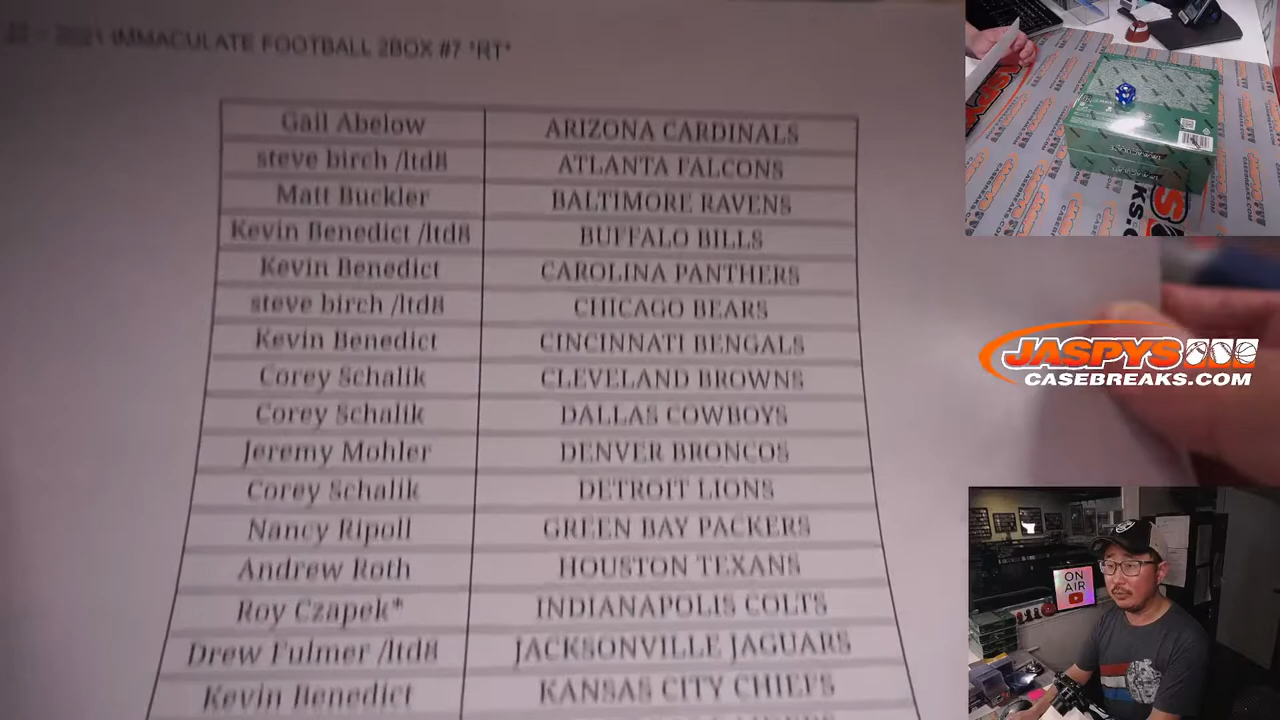 2021 IMMACULATE FOOTBALL 2BOX #7 *RT*
Gail Abelow ARIZONA CARDINALS
steve birch /ltd8 ATLANTA FALCONS
Matt Buckler BALTIMORE RAVENS
Kevin Benedict /ltd8 BUFFALO BILLS
Kevin Benedict CAROLINA PANTHERS
steve birch /ltd8 CHICAGO BEARS
Kevin Benedict CINCINNATI BENGALS
Corey Schalik CLEVELAND BROWNS
Corey Schalik DALLAS COWBOYS
Jeremy Mohler DENVER BRONCOS
Corey Schalik DETROIT LIONS
Nancy Ripoll GREEN BAY PACKERS
Andrew Roth HOUSTON TEXANS
Roy Czapek* INDIANAPOLIS COLTS
Drew Fulmer /ltd8 JACKSONVILLE JAGUARS
Kevin Benedict KANSAS CITY CHIEFS
JASPYS
CASEBREAKS.COM
ON
AIR